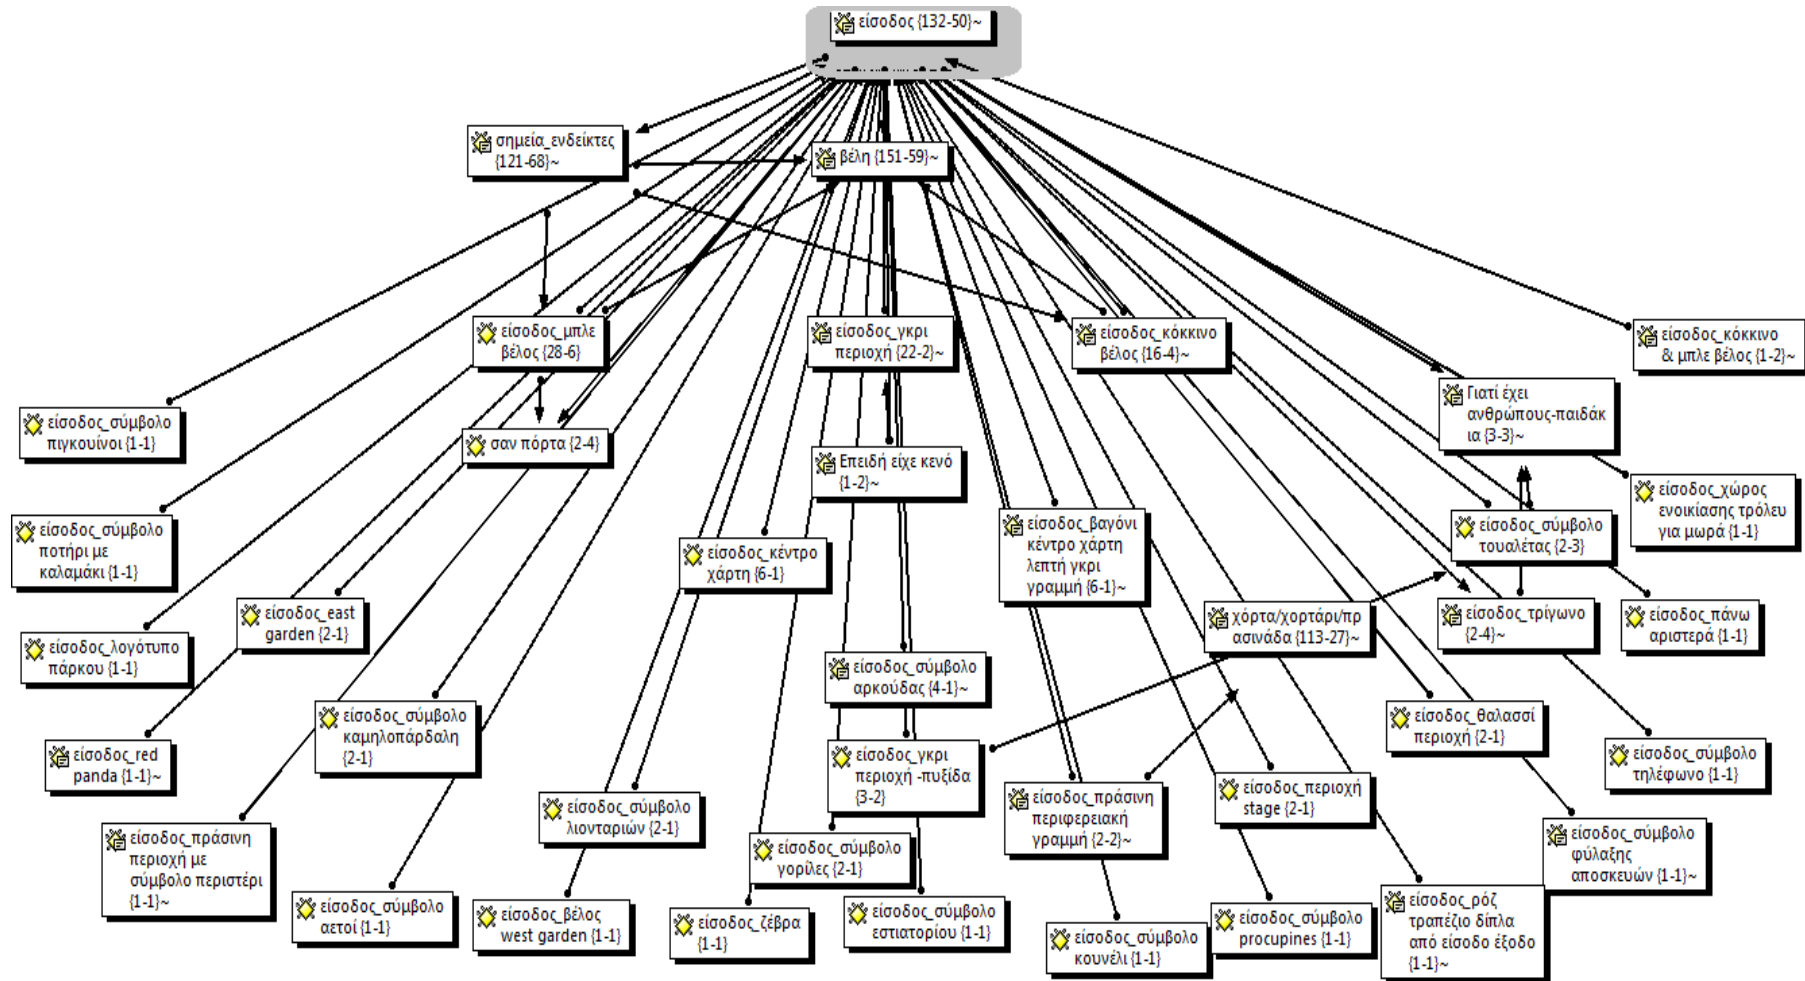 είσοδος {132-50}~
σημεία_ενδείκτες
{121-68}~
βέλη {151-59}~
είσοδος_μπλε
βέλος {28-6}
είσοδος_γκρι
περιοχή {22-2}~
είσοδος_κόκκινο
βέλος {16-4}~
είσοδος_κόκκινο
& μπλε βέλος {1-2}~
Γιατί έχει
ανθρώπους-παιδάκ
ια {3-3}~
είσοδος_σύμβολο
πιγκουίνοι {1-1}
σαν πόρτα {2-4}
Επειδή είχε κενό
{1-2}~
είσοδος_χώρος
ενοικίασης τρόλευ
για μωρά {1-1}
είσοδος_σύμβολο
ποτήρι με
καλαμάκι {1-1}
είσοδος_βαγόνι
κέντρο χάρτη
λεπτή γκρι
γραμμή {6-1}~
είσοδος_σύμβολο
τουαλέτας {2-3}
είσοδος_κέντρο
χάρτη {6-1}
είσοδος_east
garden {2-1}
χόρτα/χορτάρι/πρ
ασινάδα {113-27}~
είσοδος_τρίγωνο
{2-4}~
είσοδος_πάνω
αριστερά {1-1}
είσοδος_λογότυπο
πάρκου {1-1}
είσοδος_σύμβολο
αρκούδας {4-1}~
είσοδος_σύμβολο
καμηλοπάρδαλη
{2-1}
είσοδος_θαλασσί
περιοχή {2-1}
είσοδος_red
panda {1-1}~
είσοδος_γκρι
περιοχή -πυξίδα
{3-2}
είσοδος_σύμβολο
τηλέφωνο {1-1}
είσοδος_πράσινη
περιφερειακή
γραμμή {2-2}~
είσοδος_περιοχή
stage {2-1}
είσοδος_σύμβολο
λιονταριών {2-1}
είσοδος_πράσινη
περιοχή με
σύμβολο περιστέρι
{1-1}~
είσοδος_σύμβολο
γορίλες {2-1}
είσοδος_σύμβολο
φύλαξης
αποσκευών {1-1}~
είσοδος_σύμβολο
αετοί {1-1}
είσοδος_βέλος
west garden {1-1}
είσοδος_ζέβρα
{1-1}
είσοδος_σύμβολο
εστιατορίου {1-1}
είσοδος_σύμβολο
κουνέλι {1-1}
είσοδος_σύμβολο
procupines {1-1}
είσοδος_ρόζ
τραπέζιο δίπλα
από είσοδο έξοδο
{1-1}~